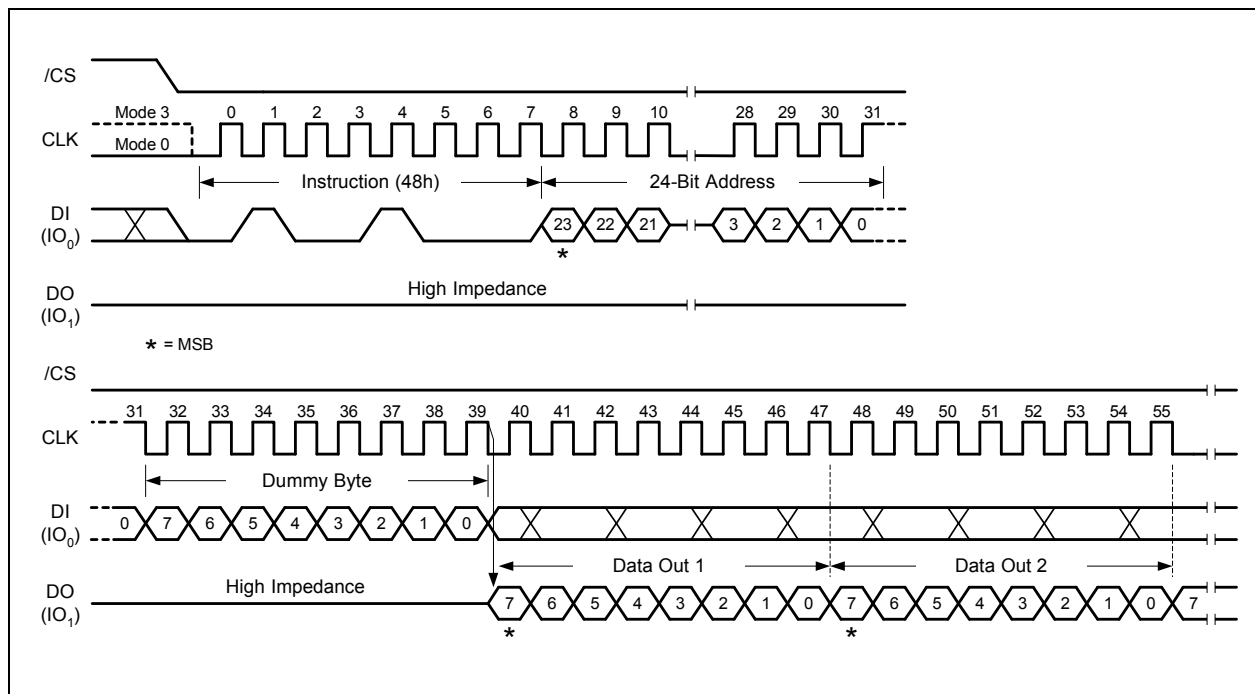 /CS
Mode 3 0 1 2 3 4 5 6 7 8 9 10 28 29 30 31
CLK
Mode 0
Instruction (48h) 24-Bit Address
DI
(IO0)
23 22 21 3 2 1 0
*
DO
(IO1)
High Impedance
* = MSB
/CS
31 32 33 34 35 36 37 38 39 40 41 42 43 44 45 46 47 48 49 50 51 52 53 54 55
CLK
Dummy Byte
DI
(IO0)
0 7 6 5 4 3 2 1 0
Data Out 1 Data Out 2
DO
(IO1)
High Impedance
7 6 5 4 3 2 1 0 7 6 5 4 3 2 1 0 7
* *